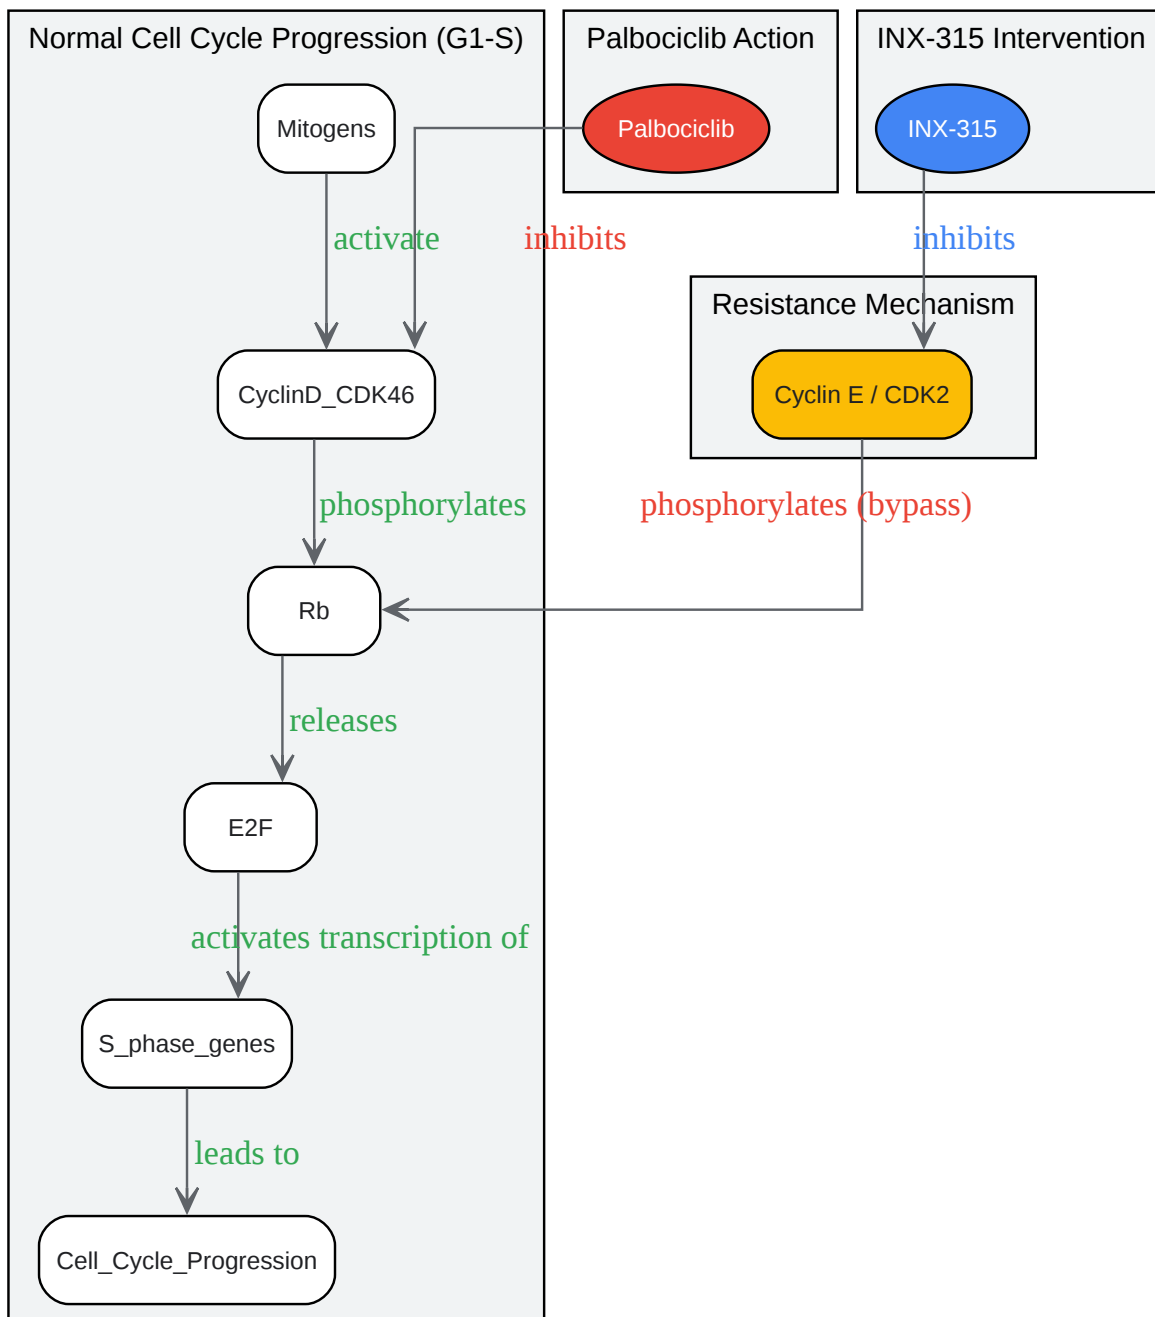 Normal Cell Cycle Progression (G1-S)
Palbociclib Action
INX-315 Intervention
Mitogens
Palbociclib
INX-315
activate
inhibits
inhibits
Resistance Mechanism
CyclinD_CDK46
Cyclin E / CDK2
phosphorylates
phosphorylates (bypass)
Rb
releases
E2F
activates transcription of
S_phase_genes
leads to
Cell_Cycle_Progression